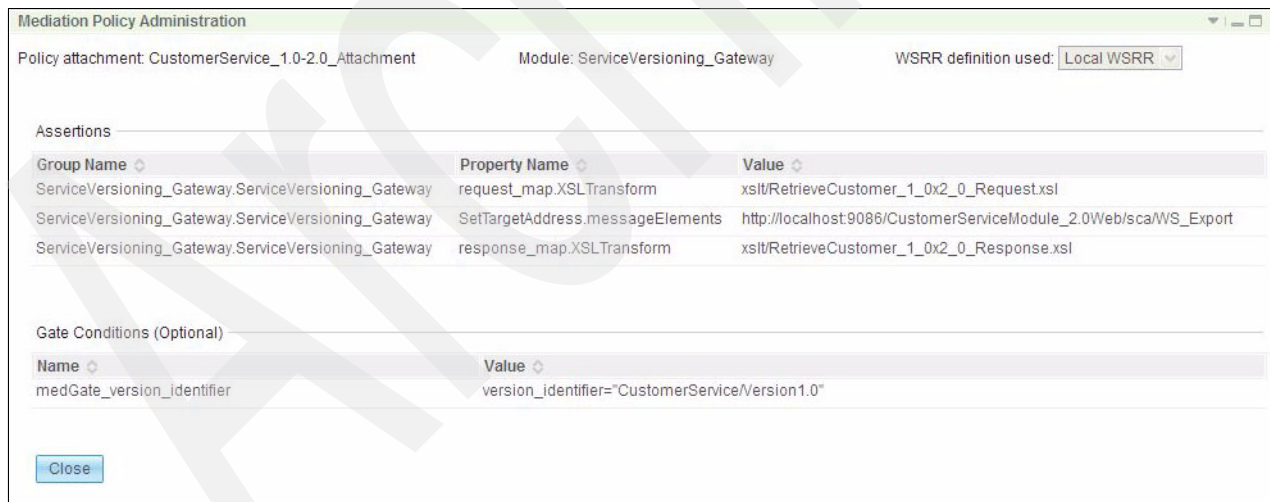 Mediation Policy Administration
Policy attachment: CustomerService_1.0-2.0_Attachment Module: ServiceVersioning_Gateway WSRR definition used: Local WSRR
Assertions
Group Name Property Name Value
ServiceVersioning_Gateway.ServiceVersioning_Gateway request_map.XSLTransform xslt/RetrieveCustomer_1_0x2_0_Request.xsl
ServiceVersioning_Gateway.ServiceVersioning_Gateway SetTargetAddress.messageElements http://localhost:9086/CustomerServiceModule_2.0Web/sca/WS_Export
ServiceVersioning_Gateway.ServiceVersioning_Gateway response_map.XSLTransform xslt/RetrieveCustomer_1_0x2_0_Response.xsl
Gate Conditions (Optional)
Name Value
medGate_version_identifier version_identifier="CustomerService/Version1.0"
Close